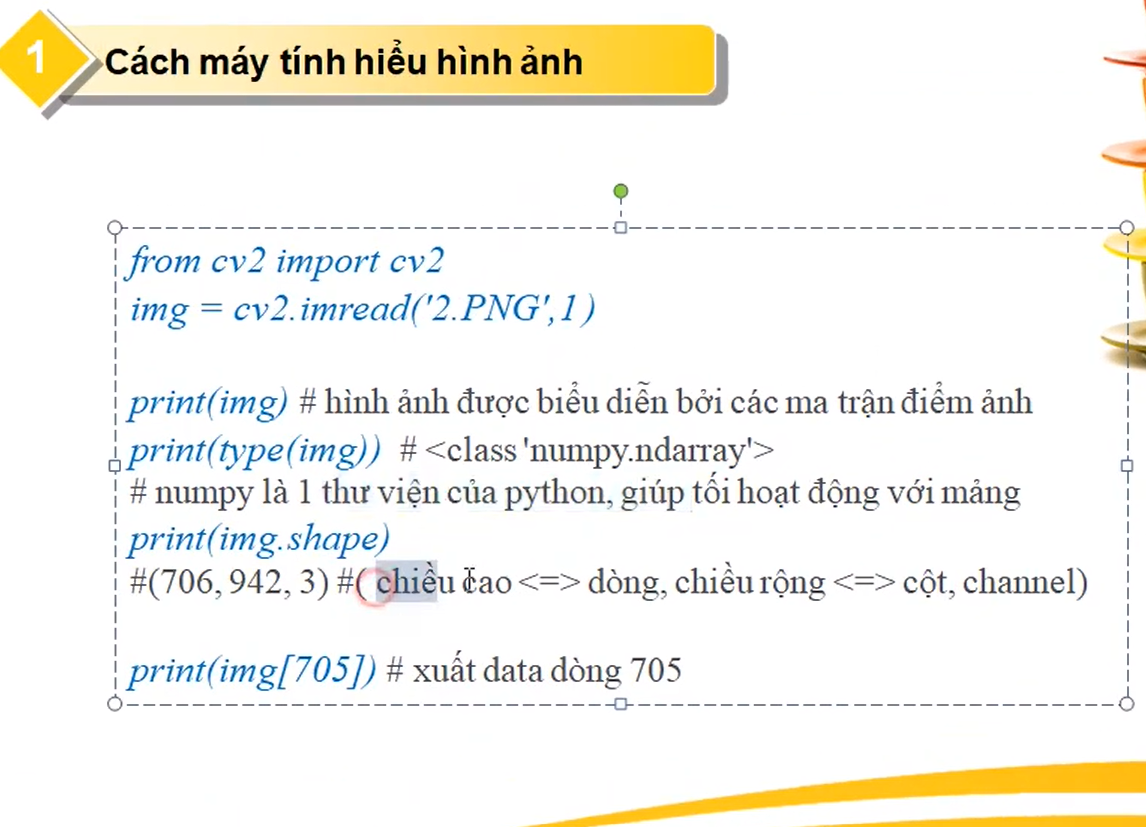 1
Cách máy tính hiểu hình ảnh
from cv2 import cv2
img = cv2.imread('2.PNG',1)
print(img) # hình ảnh được biểu diễn bởi các ma trận điểm ảnh
print(type(img)) # <class 'numpy.ndarray'>
# numpy là 1 thư viện của python, giúp tối hoạt động với mảng
print(img.shape)
#(706, 942, 3) #( chiều cao <=> dòng, chiều rộng <=> cột, channel)
print(img[705]) # xuất data dòng 705